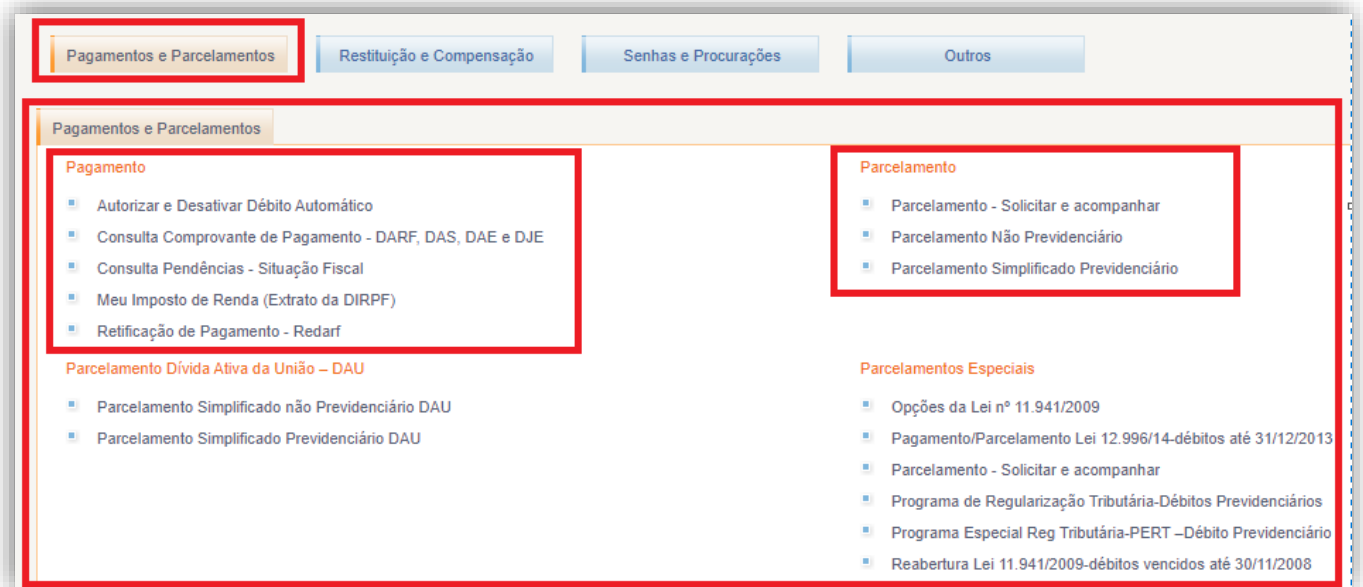 Pagamentos e Parcelamentos
Restituição e Compensação
Senhas e Procurações
Outros
Pagamentos e Parcelamentos
Pagamento
Autorizar e Desativar Débito Automático
Consulta Comprovante de Pagamento - DARF, DAS, DAE e DJE
Consulta Pendências - Situação Fiscal
Meu Imposto de Renda (Extrato da DIRPF)
Retificação de Pagamento - Redarf
Parcelamento
Parcelamento - Solicitar e acompanhar
Parcelamento Não Previdenciário
Parcelamento Simplificado Previdenciário
Parcelamento Dívida Ativa da União – DAU
Parcelamento Simplificado não Previdenciário DAU
Parcelamento Simplificado Previdenciário DAU
Parcelamentos Especiais
Opções da Lei nº 11.941/2009
Pagamento/Parcelamento Lei 12.996/14-débitos até 31/12/2013
Parcelamento - Solicitar e acompanhar
Programa de Regularização Tributária-Débitos Previdenciários
Programa Especial Reg Tributária-PERT –Débito Previdenciário
Reabertura Lei 11.941/2009-débitos vencidos até 30/11/2008